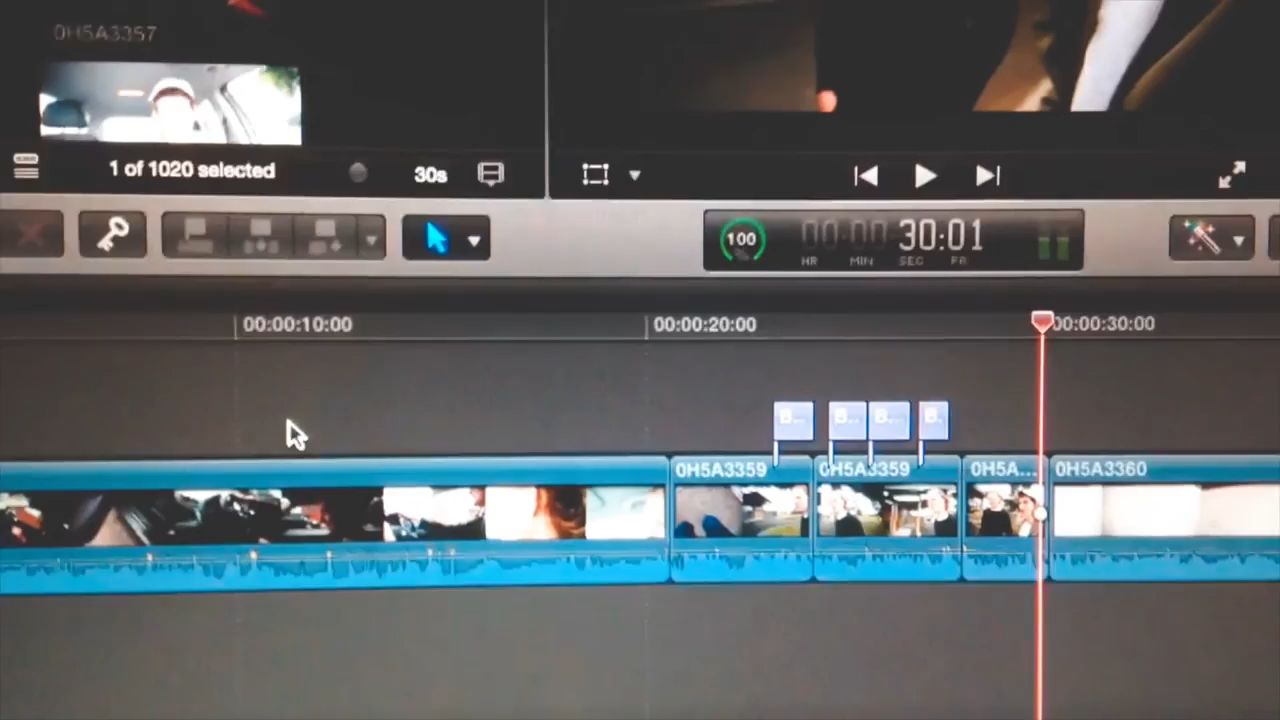 0H5A3357
1 of 1020 selected
30s
100
00:00 30:01
HR MIN SEC FR
00:00:10:00
00:00:20:00
00:00:30:00
B... B... B... B...
0H5A3359
0H5A3359
0H5A...
0H5A3360